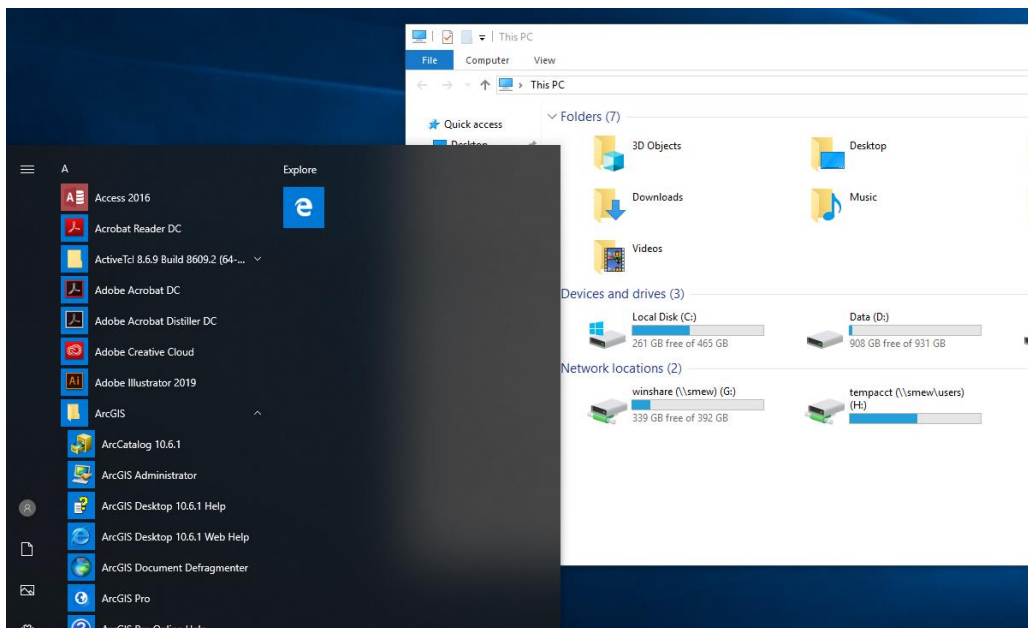 This PC
File Computer View
This PC
Quick access
Desktop
Folders (7)
3D Objects
Desktop
Downloads
Music
Videos
Devices and drives (3)
Local Disk (C:)
261 GB free of 465 GB
Data (D:)
908 GB free of 931 GB
Network locations (2)
winshare (\\smew) (G:)
339 GB free of 392 GB
tempacct (\\smew\users)
(H:)
A
Access 2016
Acrobat Reader DC
ActiveTcl 8.6.9 Build 8609.2 (64-...
Adobe Acrobat DC
Adobe Acrobat Distiller DC
Adobe Creative Cloud
Adobe Illustrator 2019
ArcGIS
ArcCatalog 10.6.1
ArcGIS Administrator
ArcGIS Desktop 10.6.1 Help
ArcGIS Desktop 10.6.1 Web Help
ArcGIS Document Defragmenter
ArcGIS Pro
Explore